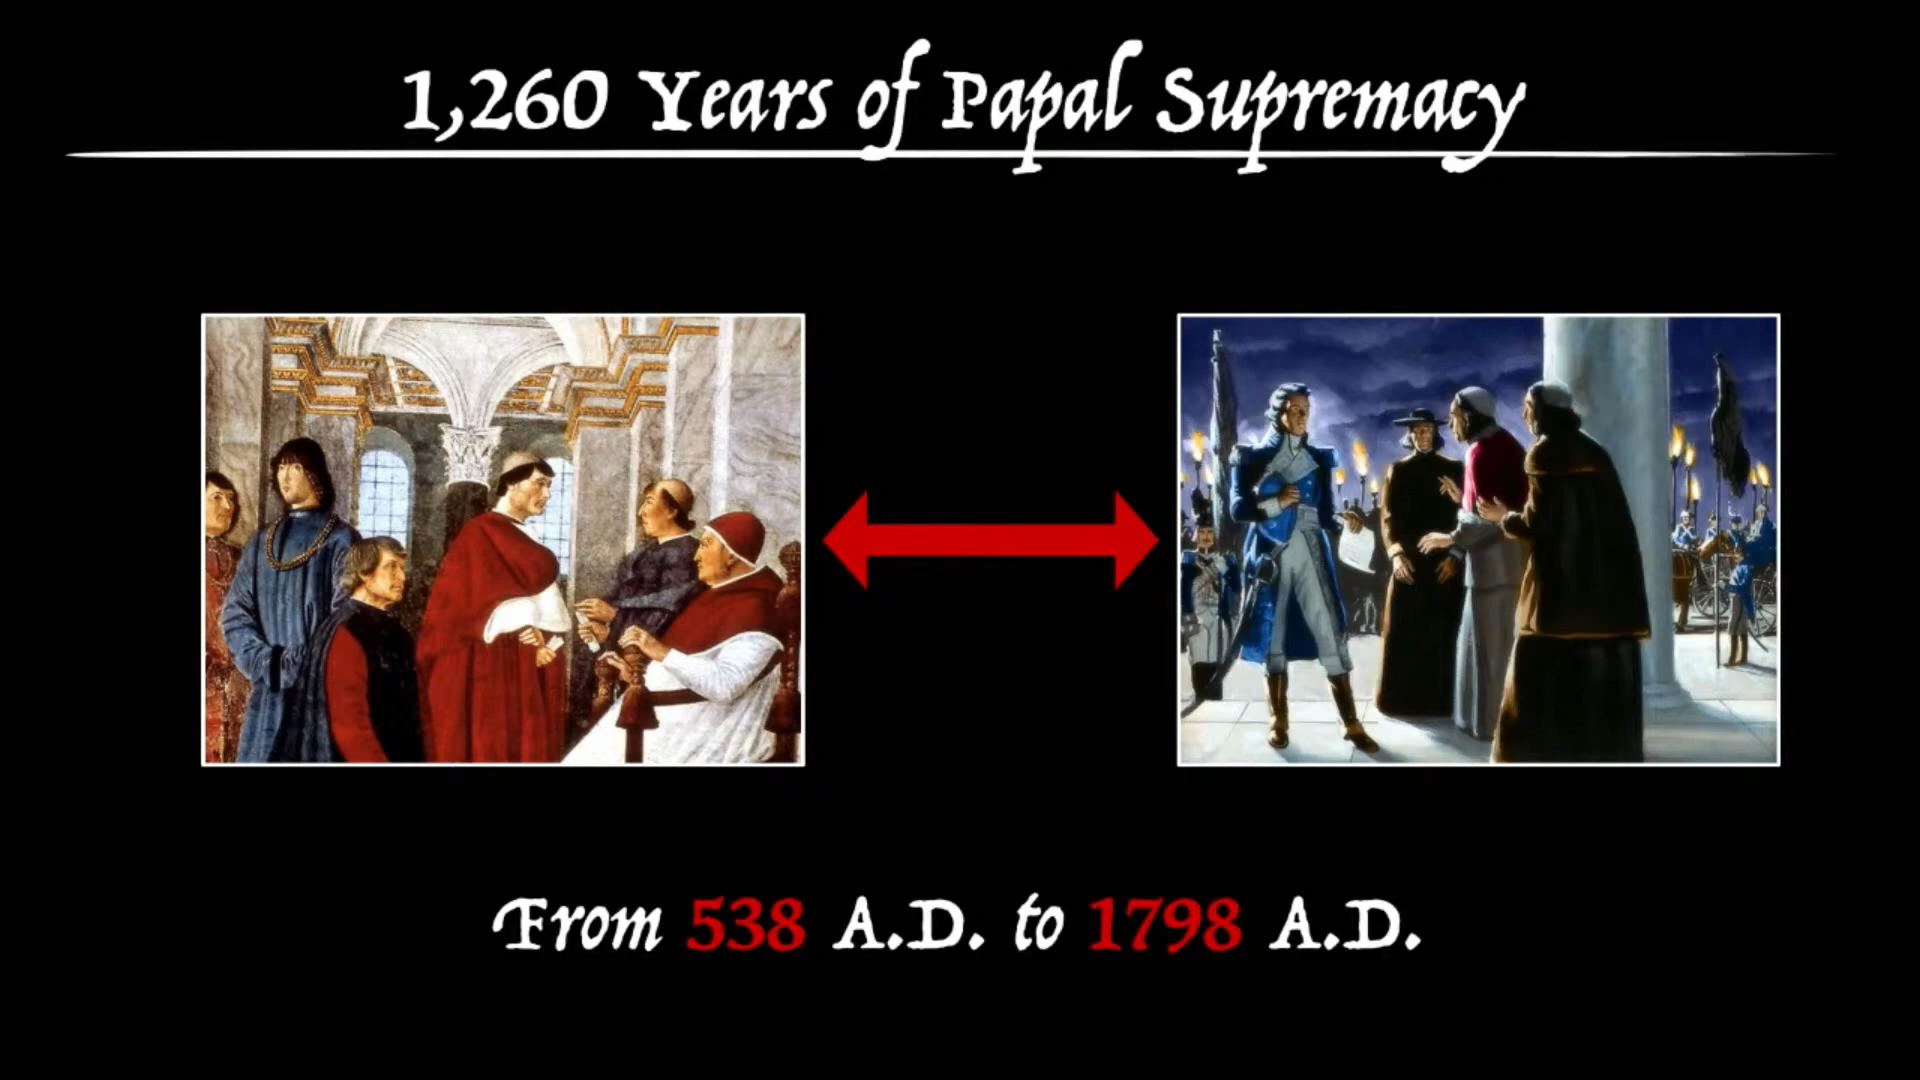 1,260 Years of Papal Supremacy
From 538 A.D. to 1798 A.D.